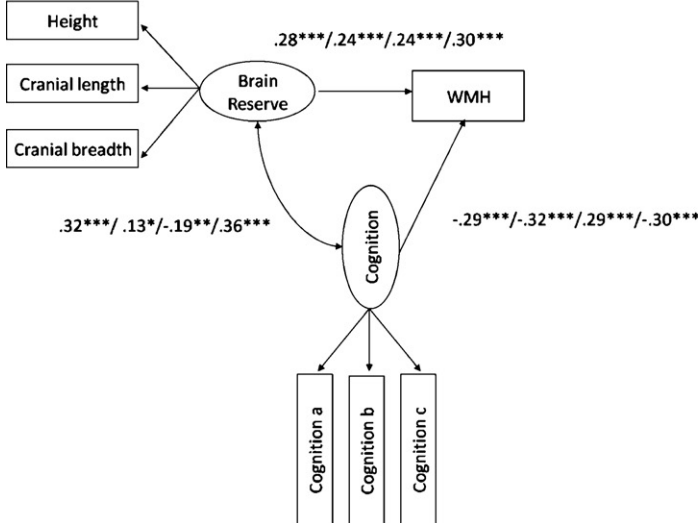 Height
.28***/.24***/.24***/.30***
Cranial length
Brain
Reserve
WMH
Cranial breadth
.32***/ .13*/-.19**/.36***
Cognition
-.29***/-.32***/.29***/-.30***
Cognition a
Cognition b
Cognition c